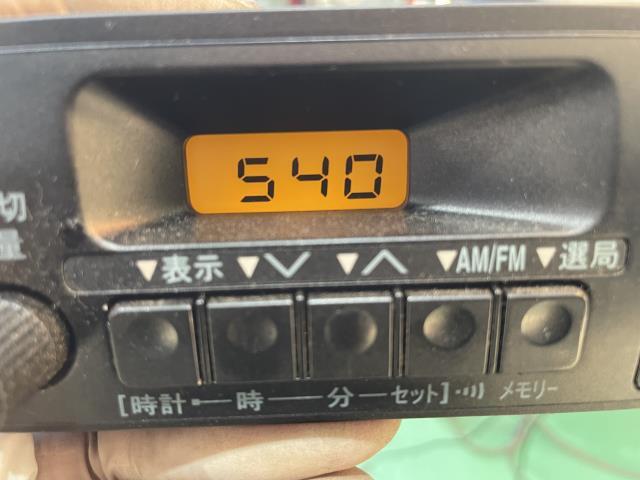 540
切
量
▼表示 ▼∨ ▼∧ ▼AM/FM ▼選局
[時計 時 分 セット] メモリー